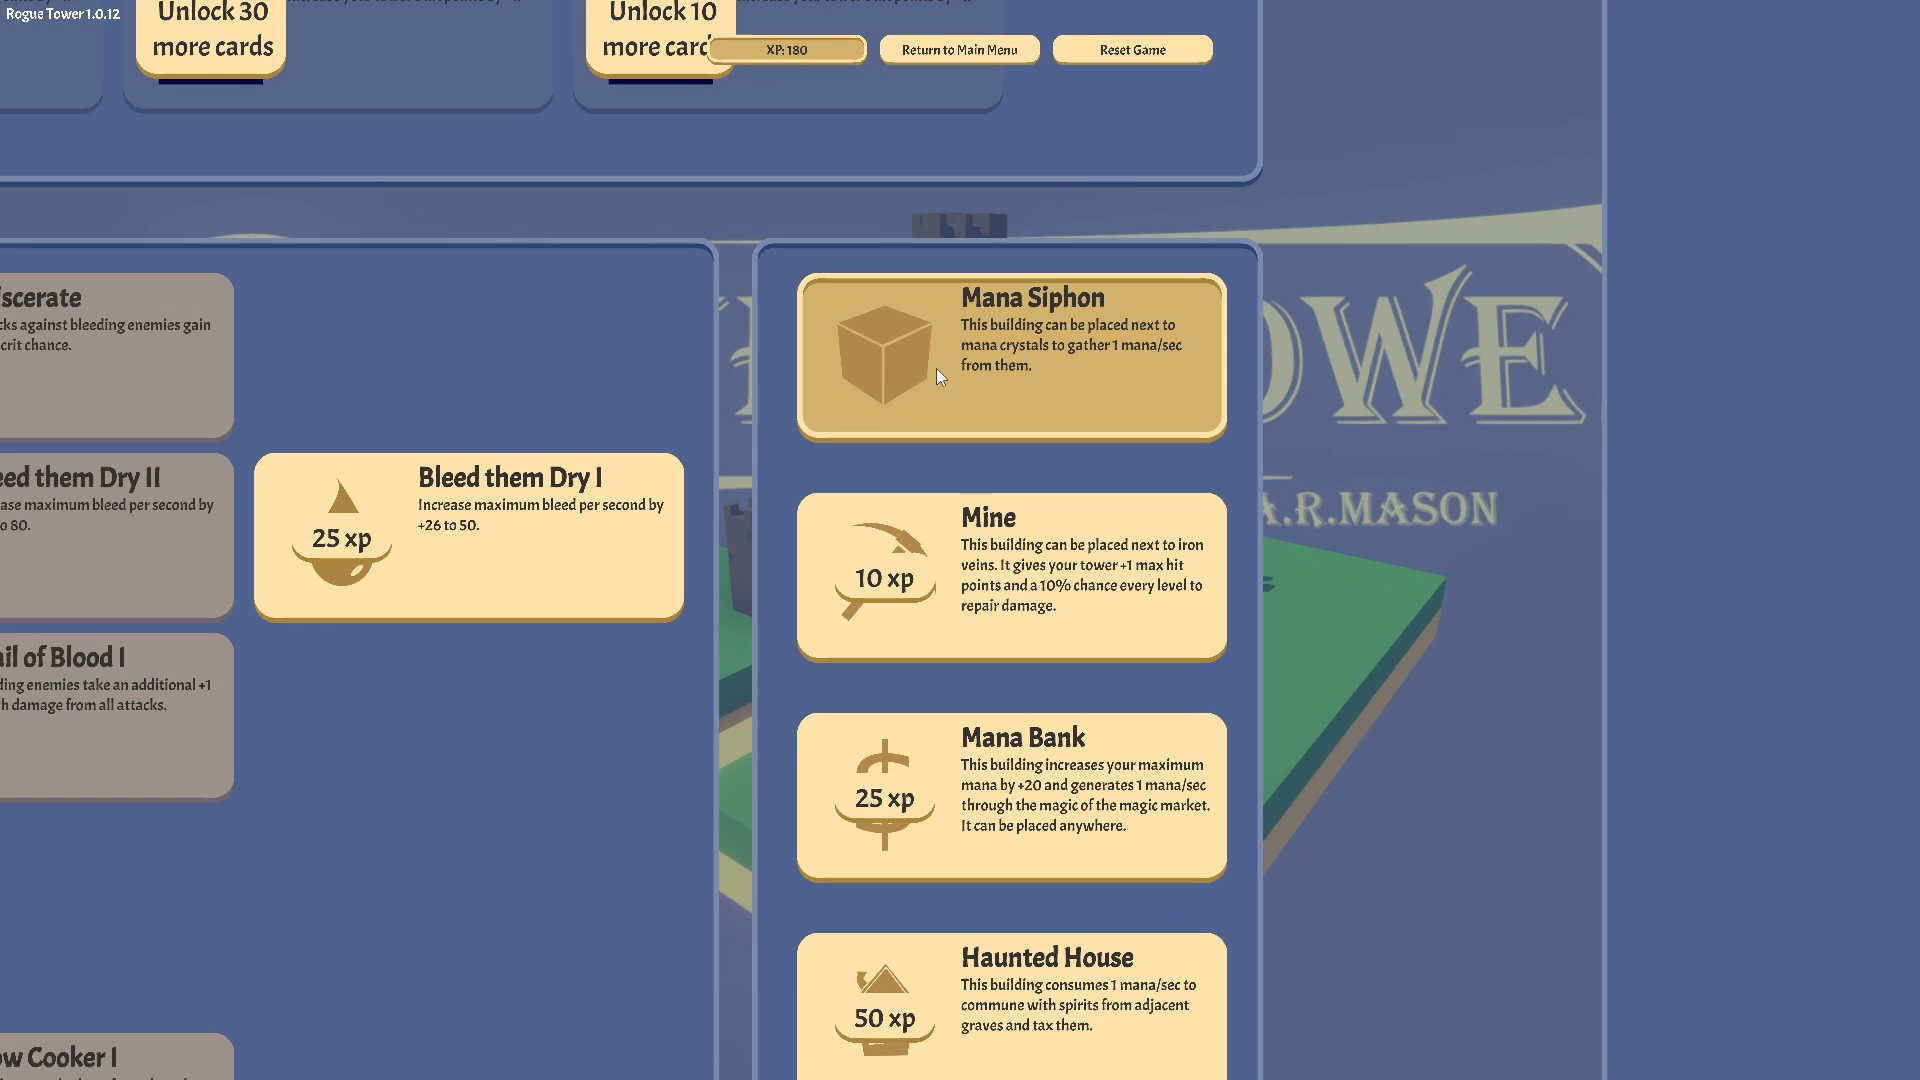 Rogue Tower 1.0.12
Unlock 30
more cards
Unlock 10
more card
XP: 180
Return to Main Menu
Reset Game
scerate
cks against bleeding enemies gain
crit chance.
eed them Dry II
ase maximum bleed per second by
o 80.
Bleed them Dry I
25 xp
Increase maximum bleed per second by
+26 to 50.
ail of Blood I
ding enemies take an additional +1
h damage from all attacks.
ow Cooker I
Mana Siphon
This building can be placed next to
mana crystals to gather 1 mana/sec
from them.
Mine
10 xp
This building can be placed next to iron
veins. It gives your tower +1 max hit
points and a 10% chance every level to
repair damage.
Mana Bank
25 xp
This building increases your maximum
mana by +20 and generates 1 mana/sec
through the magic of the magic market.
It can be placed anywhere.
Haunted House
50 xp
This building consumes 1 mana/sec to
commune with spirits from adjacent
graves and tax them.
OWE
A.R.MASON